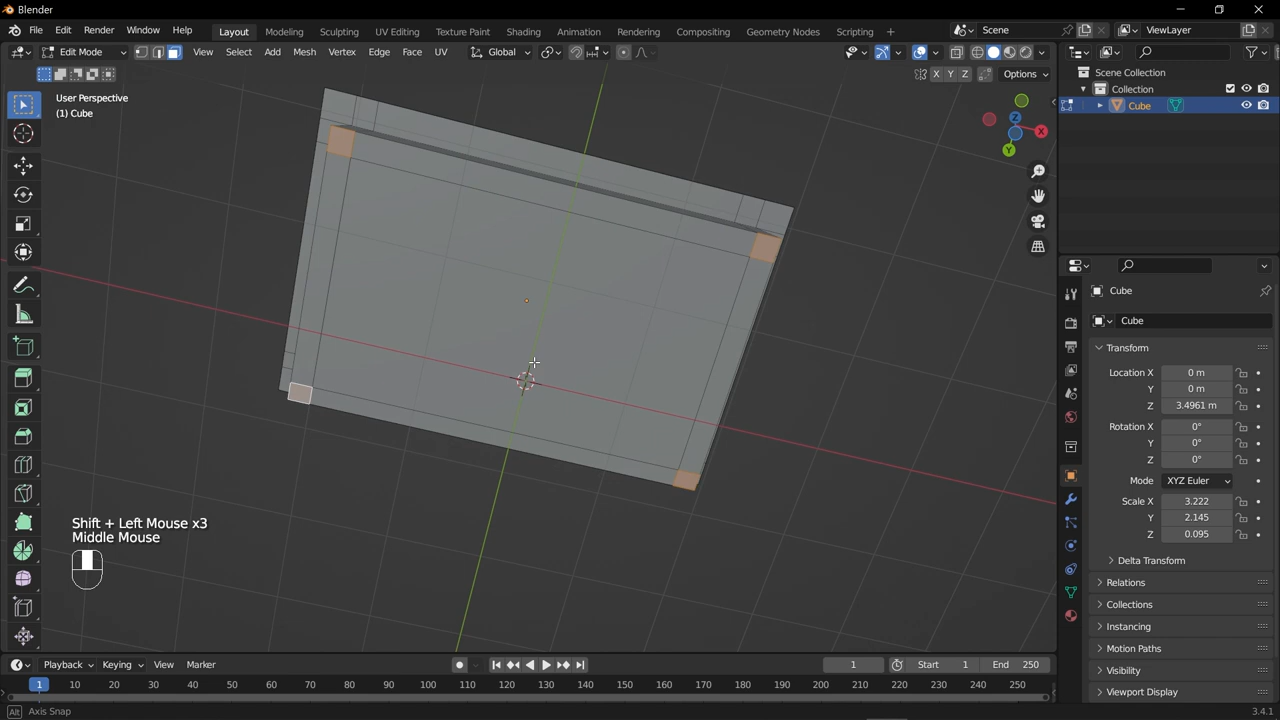 Blender
File Edit Render Window Help Layout Modeling Sculpting UV Editing Texture Paint Shading Animation Rendering Compositing Geometry Nodes Scripting + Scene ViewLayer
Edit Mode View Select Add Mesh Vertex Edge Face UV Global
X Y Z Options
User Perspective
(1) Cube
Z X Y
Scene Collection
Collection
Cube
Cube
Cube
Transform
Location X 0 m
Y 0 m
Z 3.4961 m
Rotation X 0°
Y 0°
Z 0°
Mode XYZ Euler
Scale X 3.222
Y 2.145
Z 0.095
Delta Transform
Relations
Collections
Instancing
Motion Paths
Visibility
Viewport Display
Shift + Left Mouse x3
Middle Mouse
Playback Keying View Marker 1 Start 1 End 250
1 10 20 30 40 50 60 70 80 90 100 110 120 130 140 150 160 170 180 190 200 210 220 230 240 250
Alt Axis Snap 3.4.1